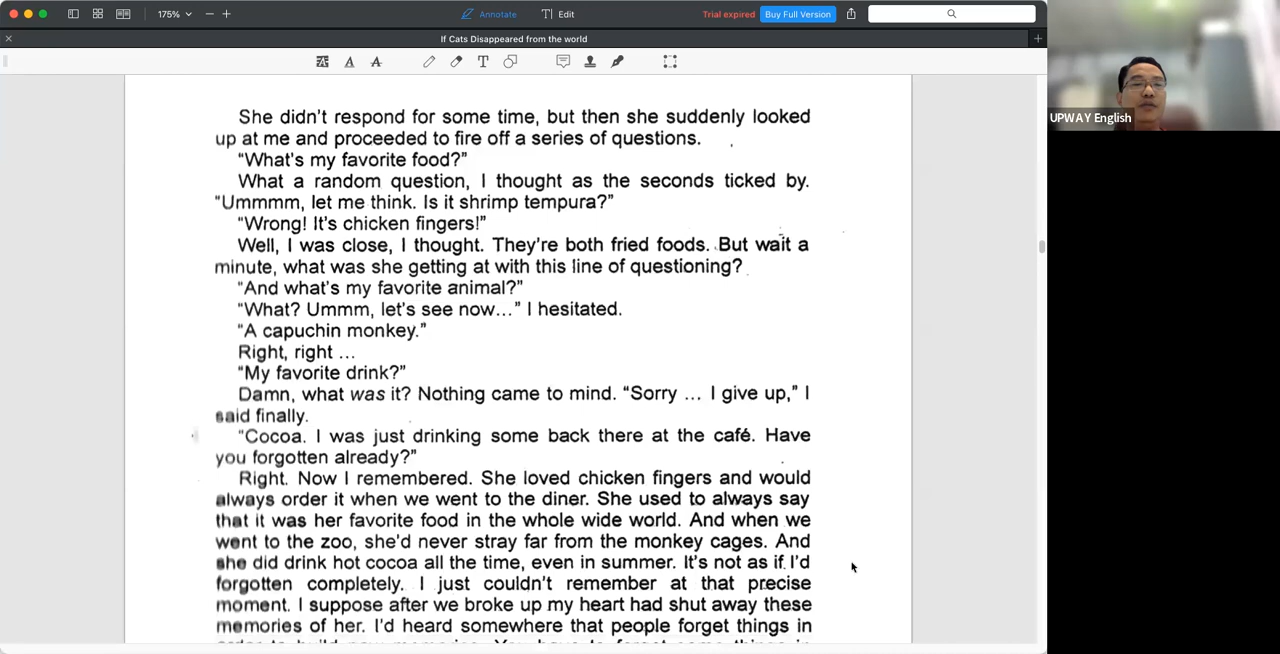 175%
Annotate
Edit
Trial expired
Buy Full Version
If Cats Disappeared from the world
UPWAY English
She didn't respond for some time, but then she suddenly looked
up at me and proceeded to fire off a series of questions.
"What's my favorite food?"
What a random question, I thought as the seconds ticked by.
"Ummmm, let me think. Is it shrimp tempura?"
"Wrong! It's chicken fingers!"
Well, I was close, I thought. They're both fried foods. But wait a
minute, what was she getting at with this line of questioning?
"And what's my favorite animal?"
"What? Ummm, let's see now..." I hesitated.
"A capuchin monkey."
Right, right ...
"My favorite drink?"
Damn, what was it? Nothing came to mind. "Sorry ... I give up," I
said finally.
"Cocoa. I was just drinking some back there at the café. Have
you forgotten already?"
Right. Now I remembered. She loved chicken fingers and would
always order it when we went to the diner. She used to always say
that it was her favorite food in the whole wide world. And when we
went to the zoo, she'd never stray far from the monkey cages. And
she did drink hot cocoa all the time, even in summer. It's not as if I'd
forgotten completely. I just couldn't remember at that precise
moment. I suppose after we broke up my heart had shut away these
memories of her. I'd heard somewhere that people forget things in